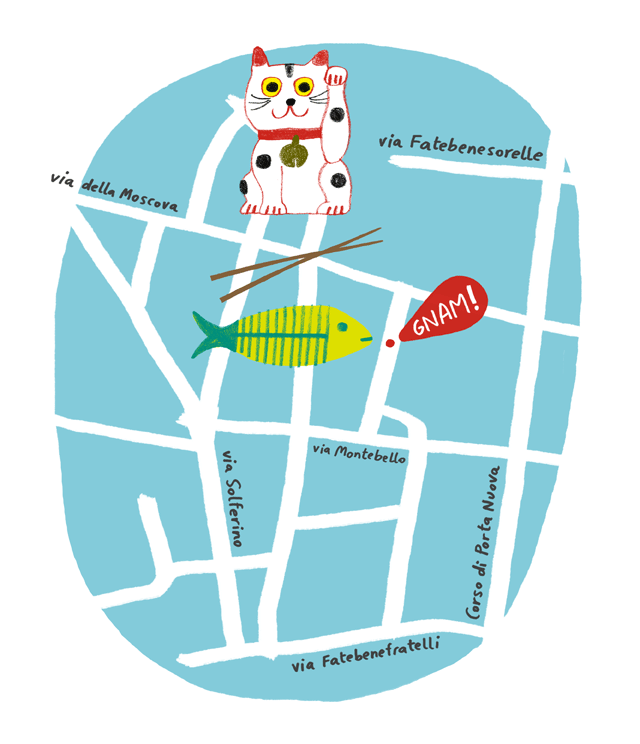 via Fatebenesorelle
via della Moscova
GNAM!
via Montebello
via Solferino
Corso di Porta Nuova
via Fatebenefratelli